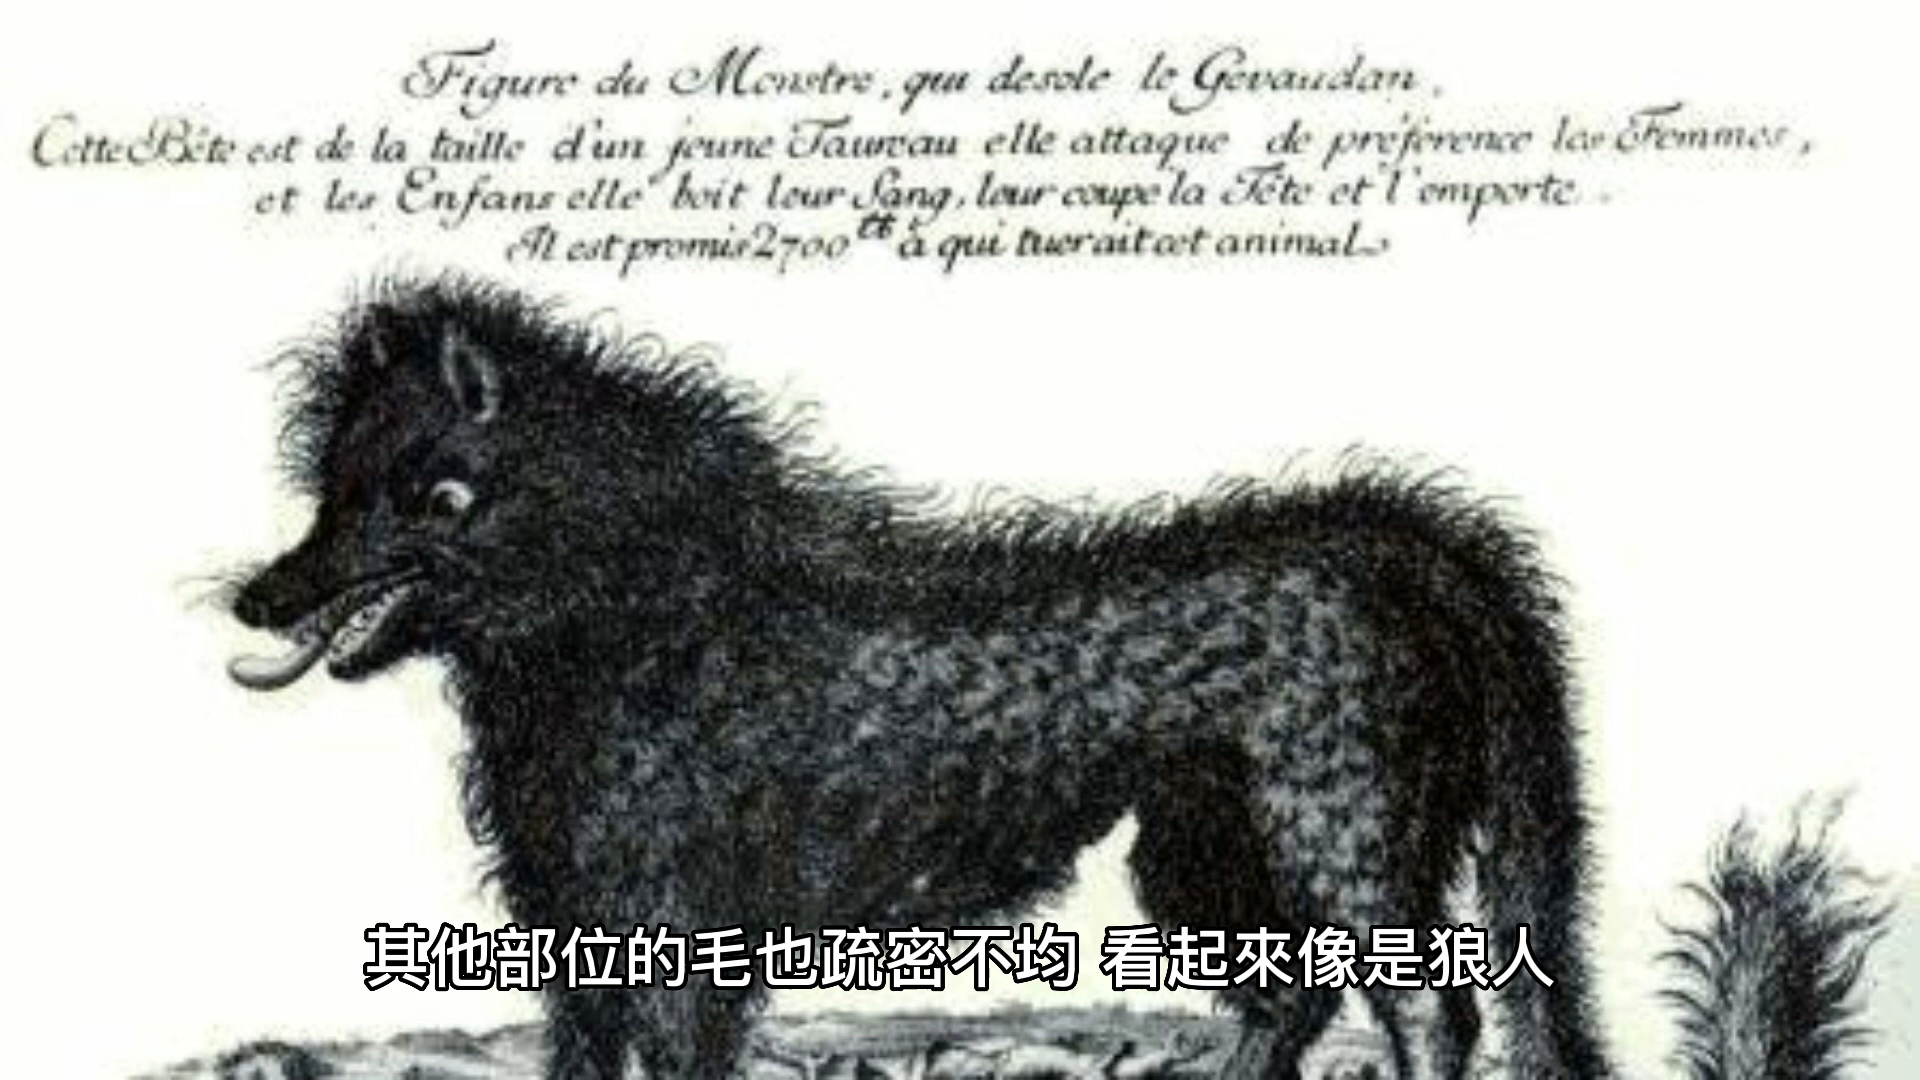 Figure du Monstre, qui desole le Gevaudan,
Cette Bête est de la taille d'un jeune Taureau elle attaque de préférence les Femmes,
et les Enfans elle boit leur Sang, leur coupe la Tête et l'emporte.
Il est promis 2700 tt à qui tuerait cet animal
其他部位的毛也疏密不均 看起來像是狼人